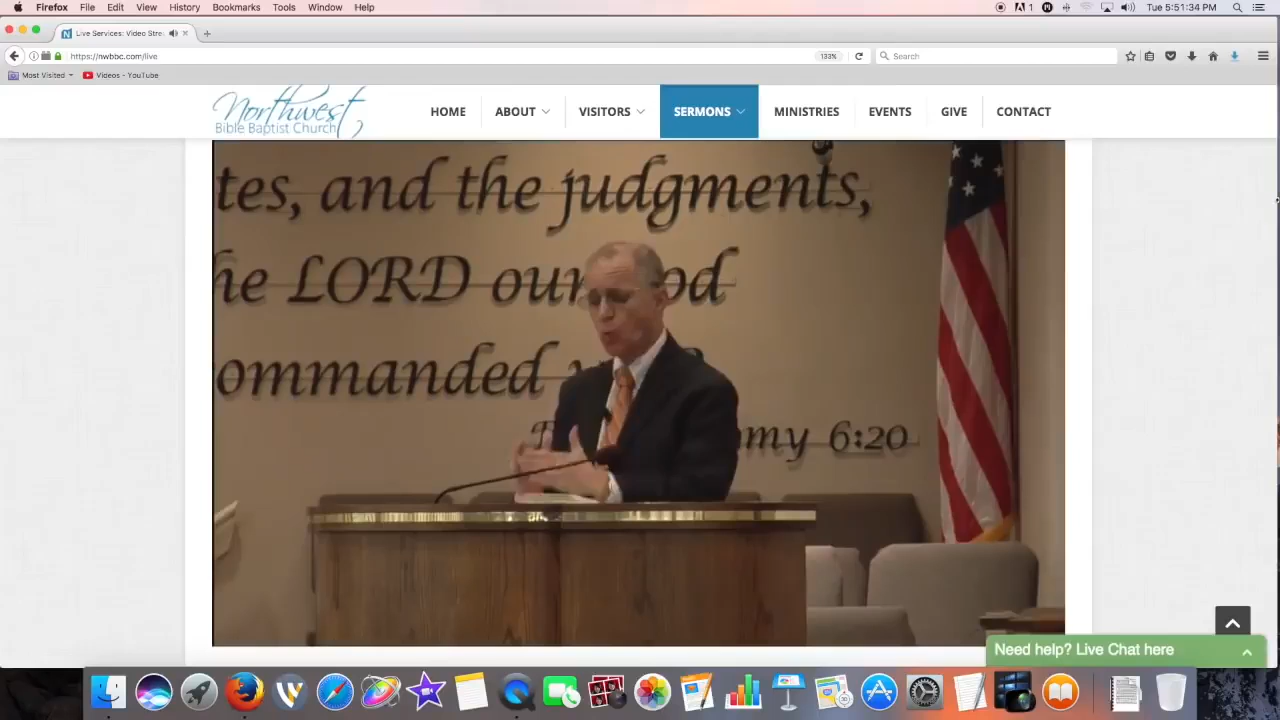 Firefox File Edit View History Bookmarks Tools Window Help
1 Tue 5:51:34 PM
Live Services: Video Stre
https://nwbbc.com/live 133% Search
Most Visited Videos - YouTube
Northwest
Bible Baptist Church
HOME ABOUT VISITORS SERMONS MINISTRIES EVENTS GIVE CONTACT
tes, and the judgments,
he LORD our od
ommanded
my 6:20
Need help? Live Chat here